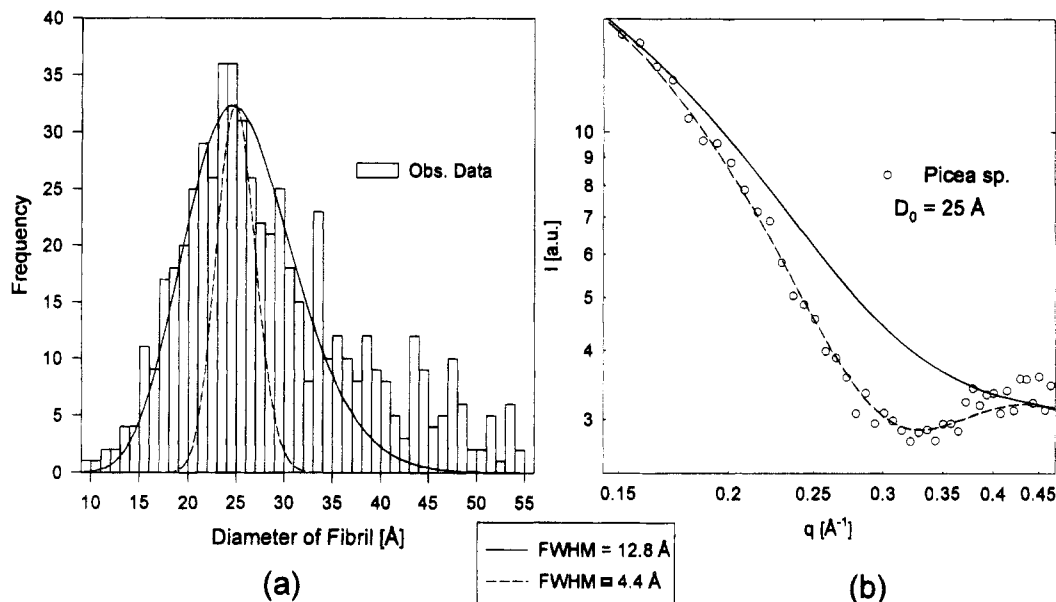 40
35
30
25
20
15
10
5
0
Frequency
Obs. Data
10 15 20 25 30 35 40 45 50 55
Diameter of Fibril [Å]
(a)
10
9
8
7
6
5
4
3
I [a.u.]
Picea sp.
D₀ = 25 Å
0.15 0.2 0.25 0.3 0.35 0.4 0.45
q [Å⁻¹]
(b)
FWHM = 12.8 Å
FWHM = 4.4 Å